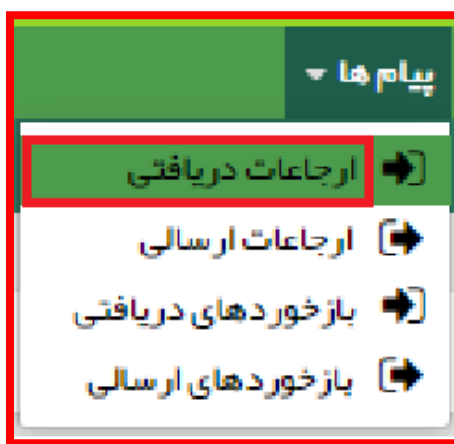 پیام ها
ارجاعات دریافتی
ارجاعات ارسالی
بازخوردهای دریافتی
بازخوردهای ارسالی